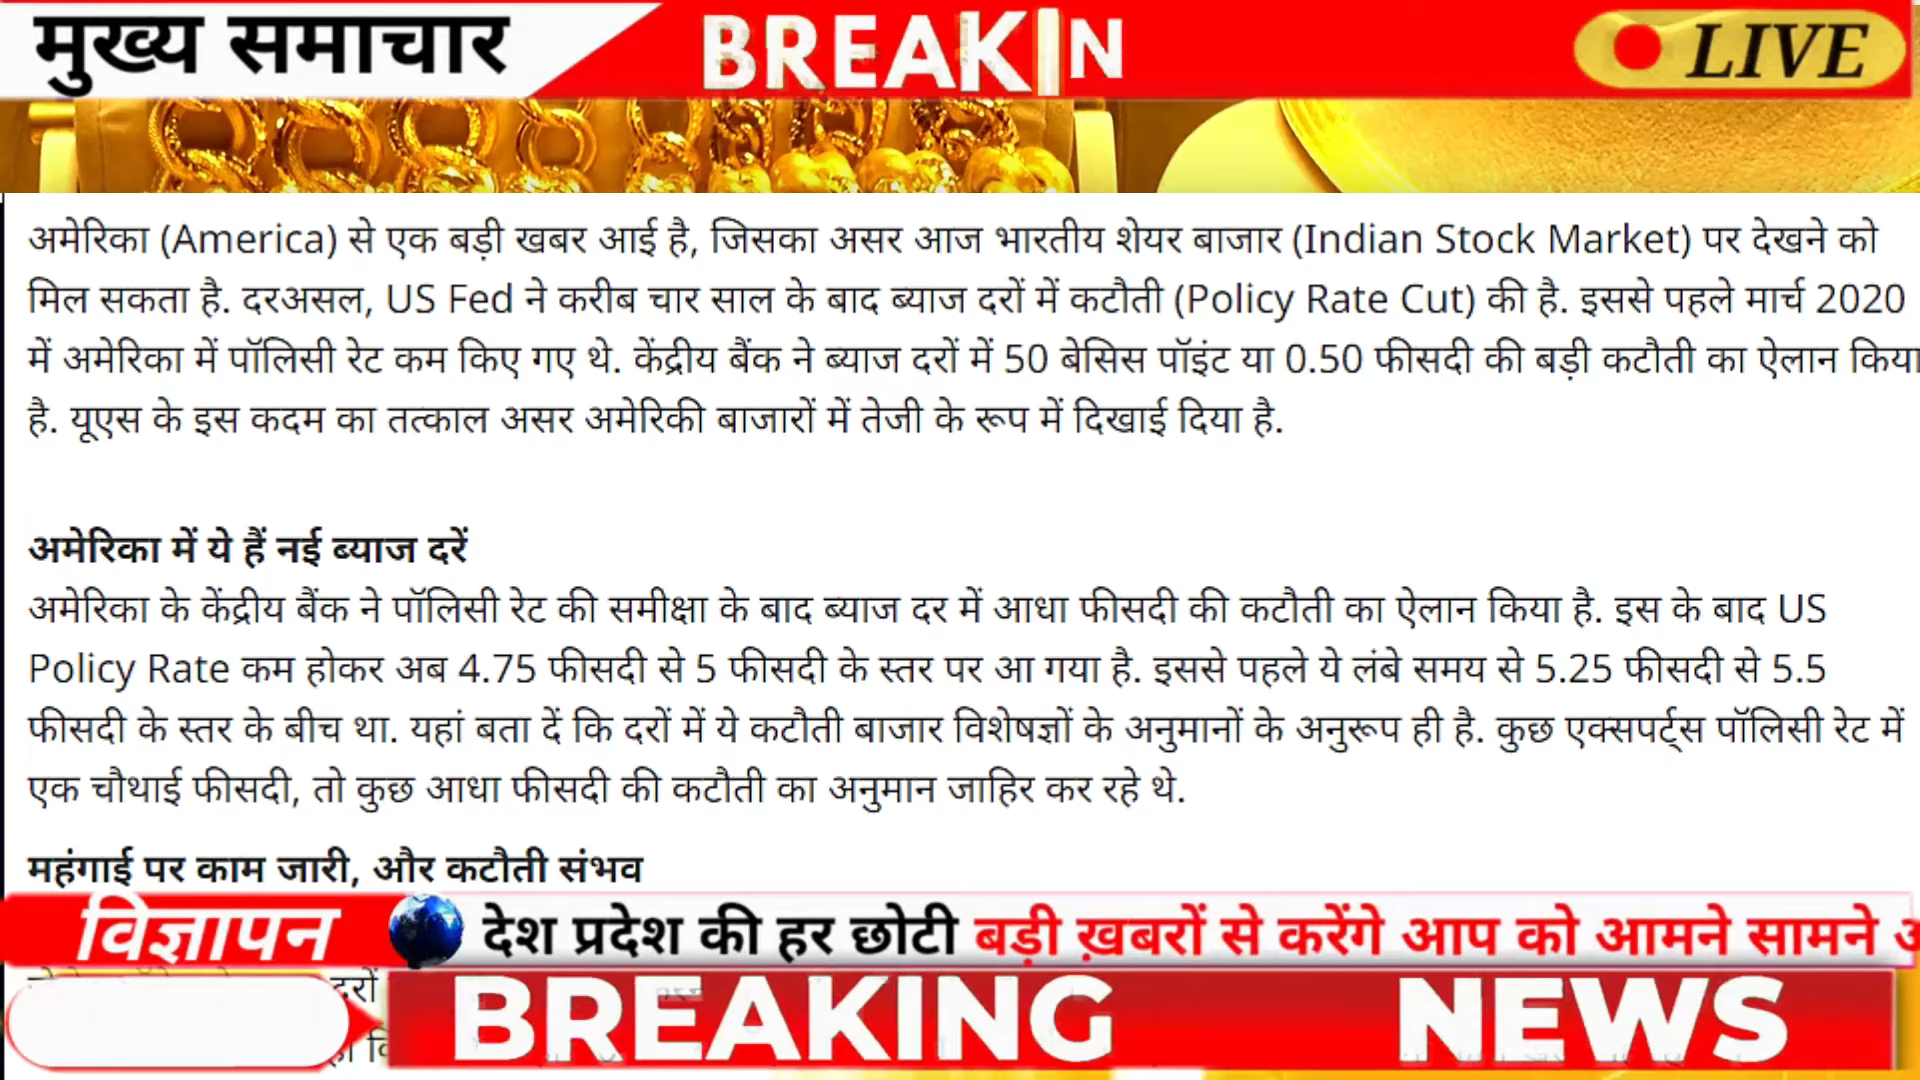 मुख्य समाचार
BREAKIN
LIVE
अमेरिका (America) से एक बड़ी खबर आई है, जिसका असर आज भारतीय शेयर बाजार (Indian Stock Market) पर देखने को
मिल सकता है. दरअसल, US Fed ने करीब चार साल के बाद ब्याज दरों में कटौती (Policy Rate Cut) की है. इससे पहले मार्च 2020
में अमेरिका में पॉलिसी रेट कम किए गए थे. केंद्रीय बैंक ने ब्याज दरों में 50 बेसिस पॉइंट या 0.50 फीसदी की बड़ी कटौती का ऐलान किया
है. यूएस के इस कदम का तत्काल असर अमेरिकी बाजारों में तेजी के रूप में दिखाई दिया है.
अमेरिका में ये हैं नई ब्याज दरें
अमेरिका के केंद्रीय बैंक ने पॉलिसी रेट की समीक्षा के बाद ब्याज दर में आधा फीसदी की कटौती का ऐलान किया है. इस के बाद US
Policy Rate कम होकर अब 4.75 फीसदी से 5 फीसदी के स्तर पर आ गया है. इससे पहले ये लंबे समय से 5.25 फीसदी से 5.5
फीसदी के स्तर के बीच था. यहां बता दें कि दरों में ये कटौती बाजार विशेषज्ञों के अनुमानों के अनुरूप ही है. कुछ एक्सपर्ट्स पॉलिसी रेट में
एक चौथाई फीसदी, तो कुछ आधा फीसदी की कटौती का अनुमान जाहिर कर रहे थे.
महंगाई पर काम जारी, और कटौती संभव
विज्ञापन
देश प्रदेश की हर छोटी बड़ी ख़बरों से करेंगे आप को आमने सामने
दरों
BREAKING NEWS